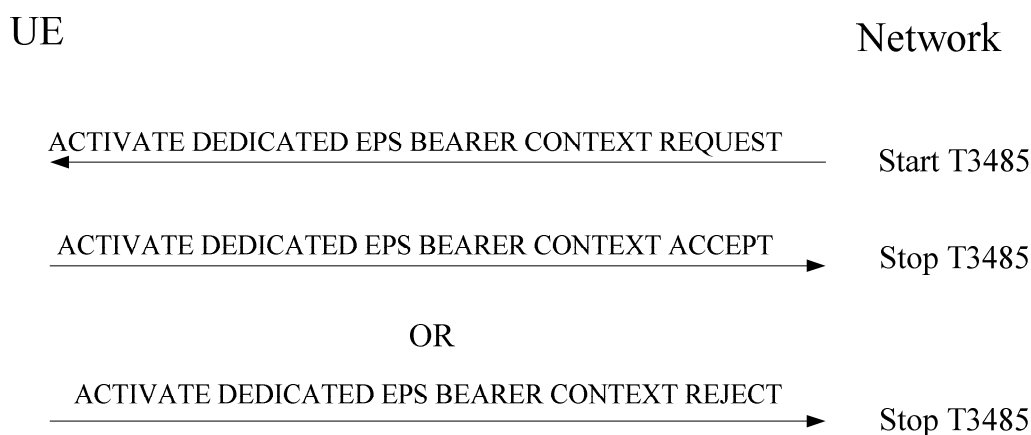 UE
Network
ACTIVATE DEDICATED EPS BEARER CONTEXT REQUEST
Start T3485
ACTIVATE DEDICATED EPS BEARER CONTEXT ACCEPT
Stop T3485
OR
ACTIVATE DEDICATED EPS BEARER CONTEXT REJECT
Stop T3485